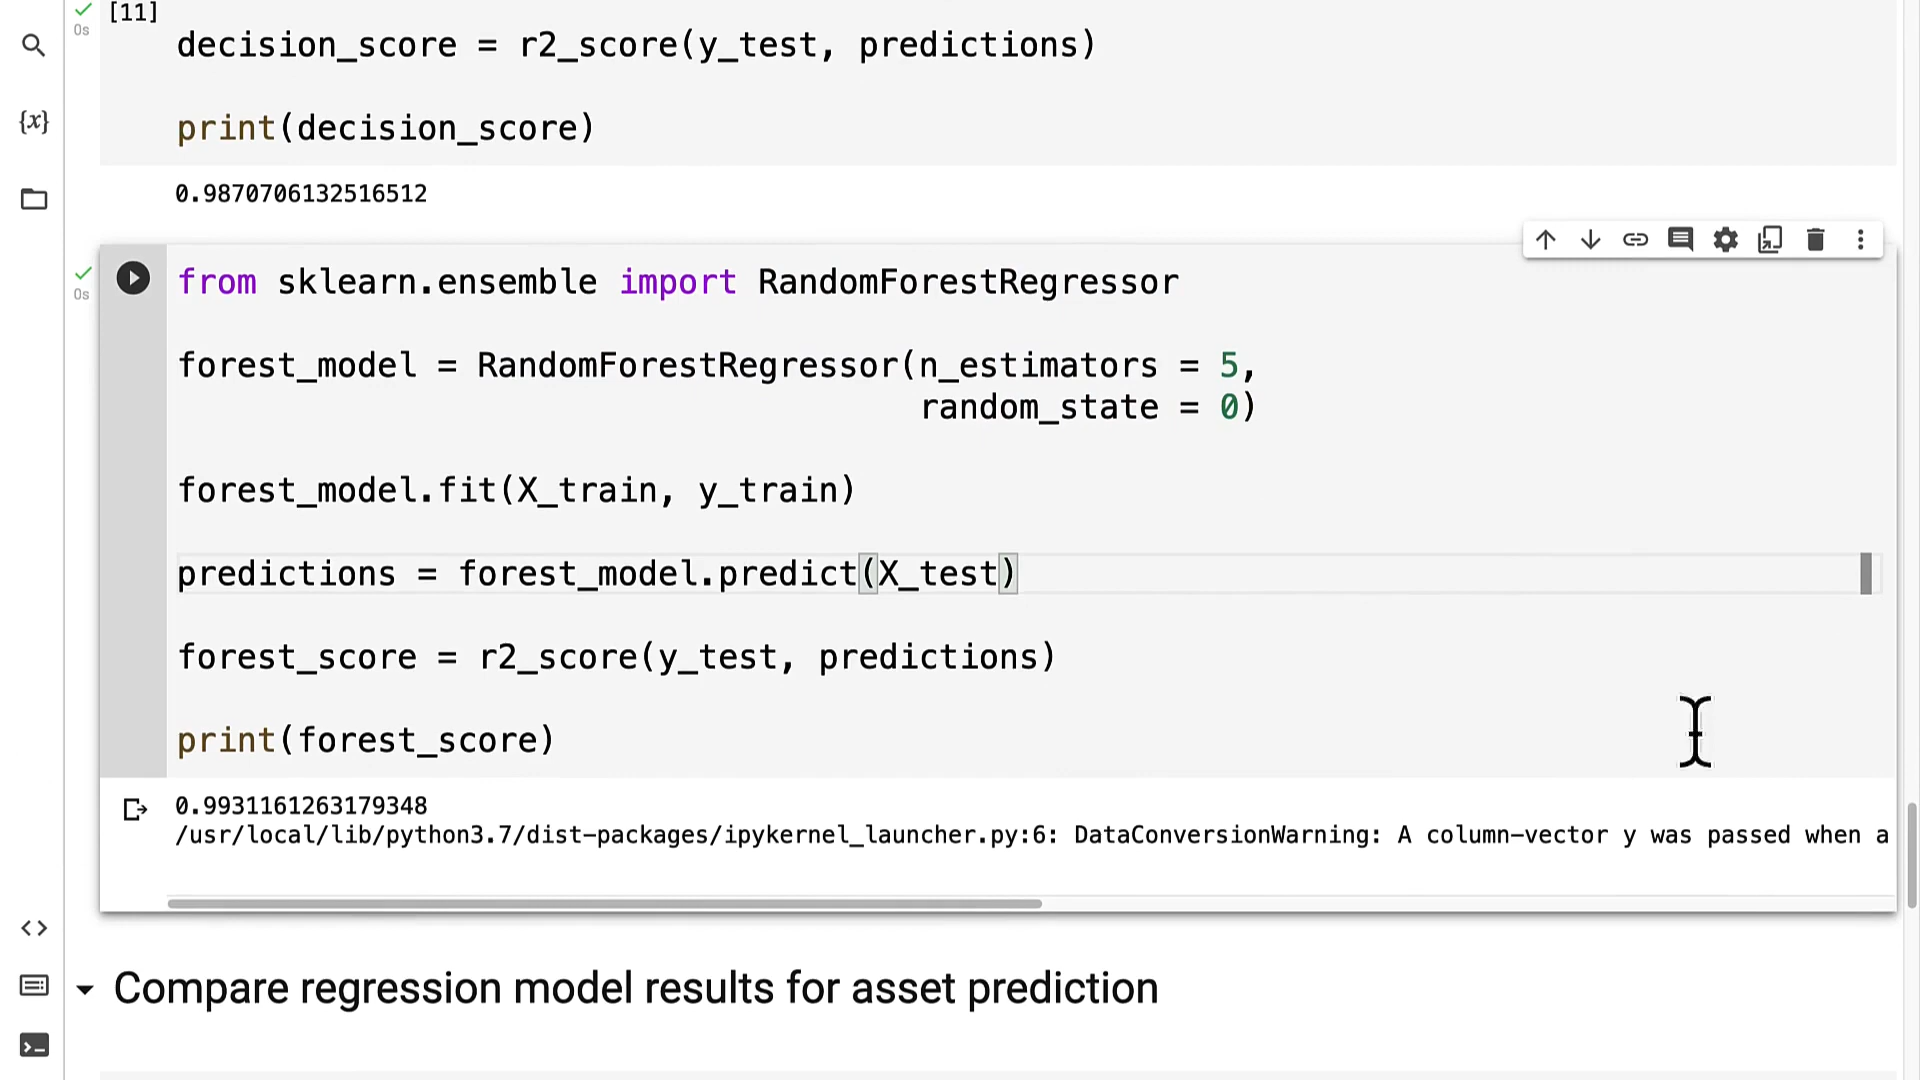 [11]
0s
decision_score = r2_score(y_test, predictions)
print(decision_score)
0.9870706132516512
{x}
0s
from sklearn.ensemble import RandomForestRegressor
forest_model = RandomForestRegressor(n_estimators = 5,
random_state = 0)
forest_model.fit(X_train, y_train)
predictions = forest_model.predict(X_test)
forest_score = r2_score(y_test, predictions)
print(forest_score)
0.9931161263179348
/usr/local/lib/python3.7/dist-packages/ipykernel_launcher.py:6: DataConversionWarning: A column-vector y was passed when a
Compare regression model results for asset prediction